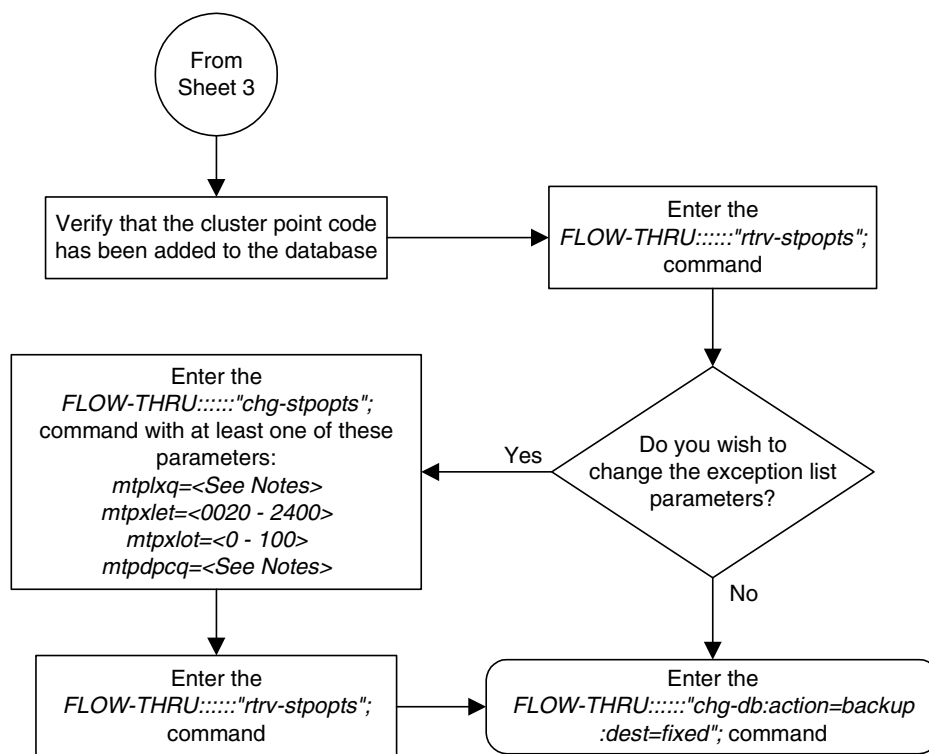 From
Sheet 3
Verify that the cluster point code
has been added to the database
Enter the
FLOW-THRU::::::"rtrv-stpopts";
command
Do you wish to
change the exception list
parameters?
Yes
No
Enter the
FLOW-THRU::::::"chg-stpopts";
command with at least one of these
parameters:
mtplxq=<See Notes>
mtpxlet=<0020 - 2400>
mtpxlot=<0 - 100>
mtpdpcq=<See Notes>
Enter the
FLOW-THRU::::::"rtrv-stpopts";
command
Enter the
FLOW-THRU::::::"chg-db:action=backup
:dest=fixed"; command